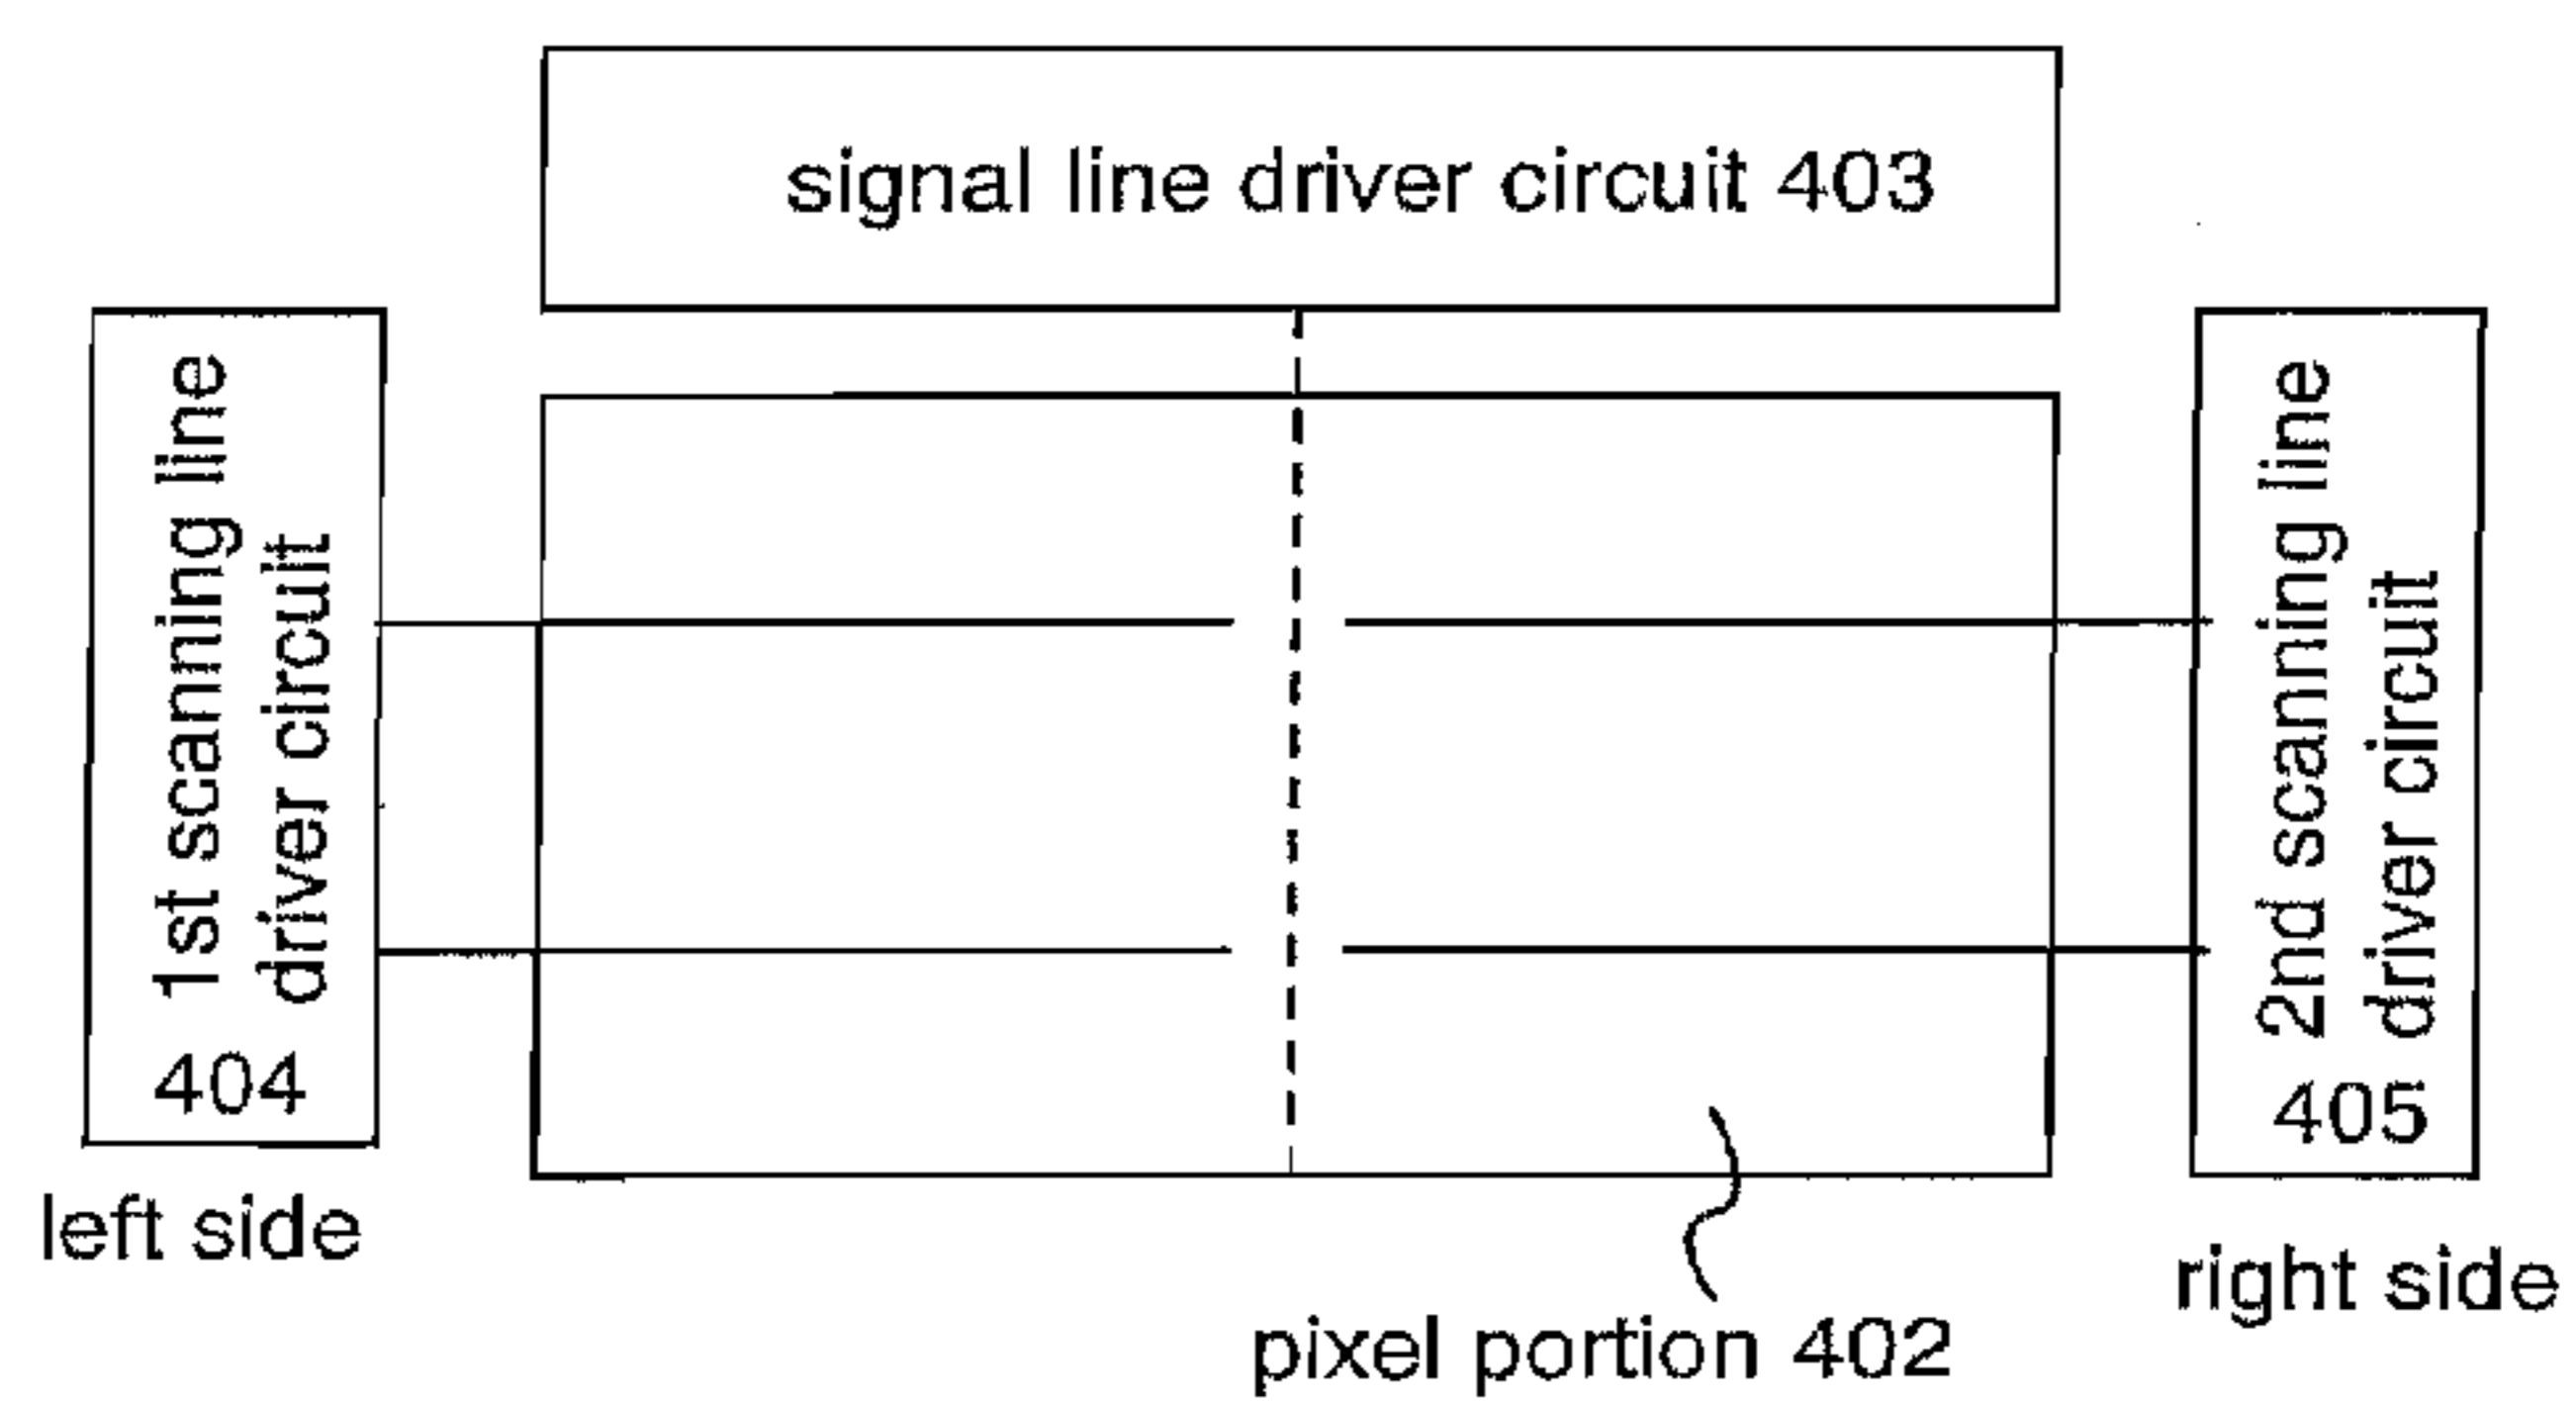 signal line driver circuit 403
1st scanning line
driver circuit
404
left side
2nd scanning line
driver circuit
405
right side
pixel portion 402